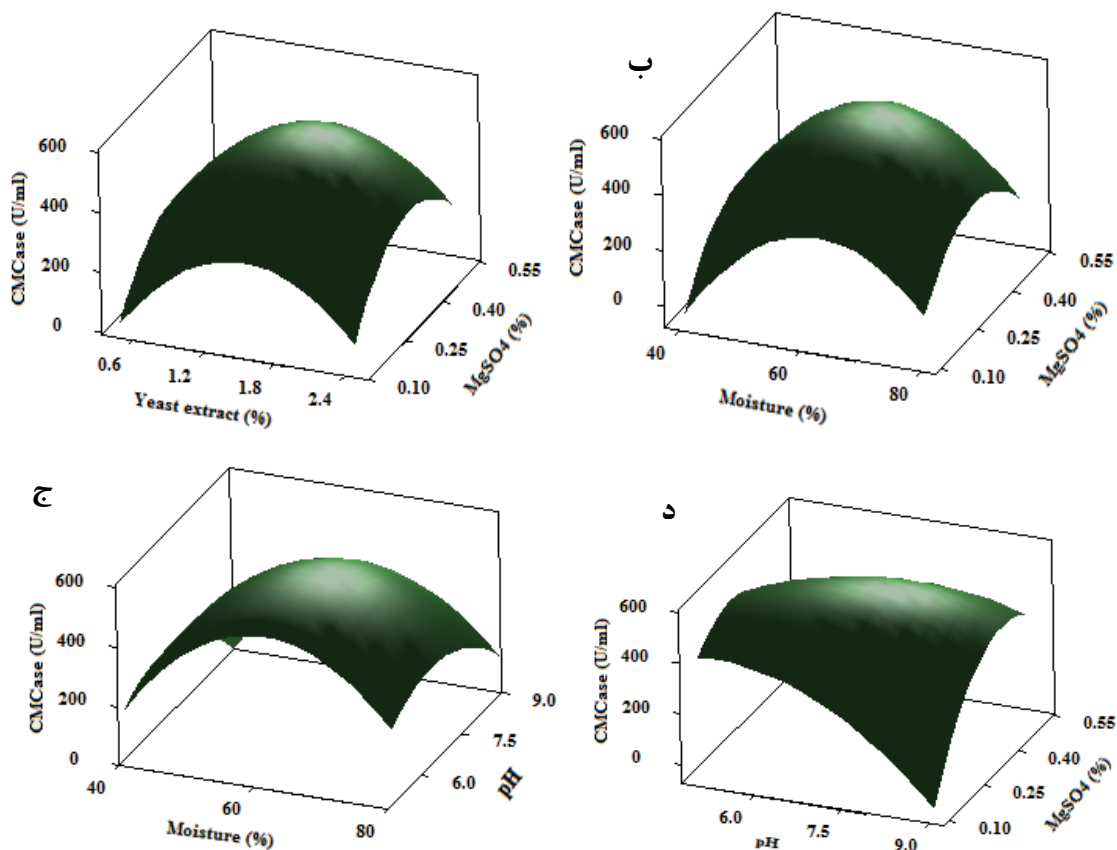 600
400
200
0
CMCase (U/ml)
0.6
1.2
1.8
2.4
Yeast extract (%)
0.10
0.25
0.40
0.55
MgSO4 (%)
ب
600
400
200
0
CMCase (U/ml)
40
60
80
Moisture (%)
0.10
0.25
0.40
0.55
MgSO4 (%)
ج
600
400
200
0
CMCase (U/ml)
40
60
80
Moisture (%)
6.0
7.5
9.0
pH
د
600
400
200
0
CMCase (U/ml)
6.0
7.5
9.0
pH
0.10
0.25
0.40
0.55
MgSO4 (%)